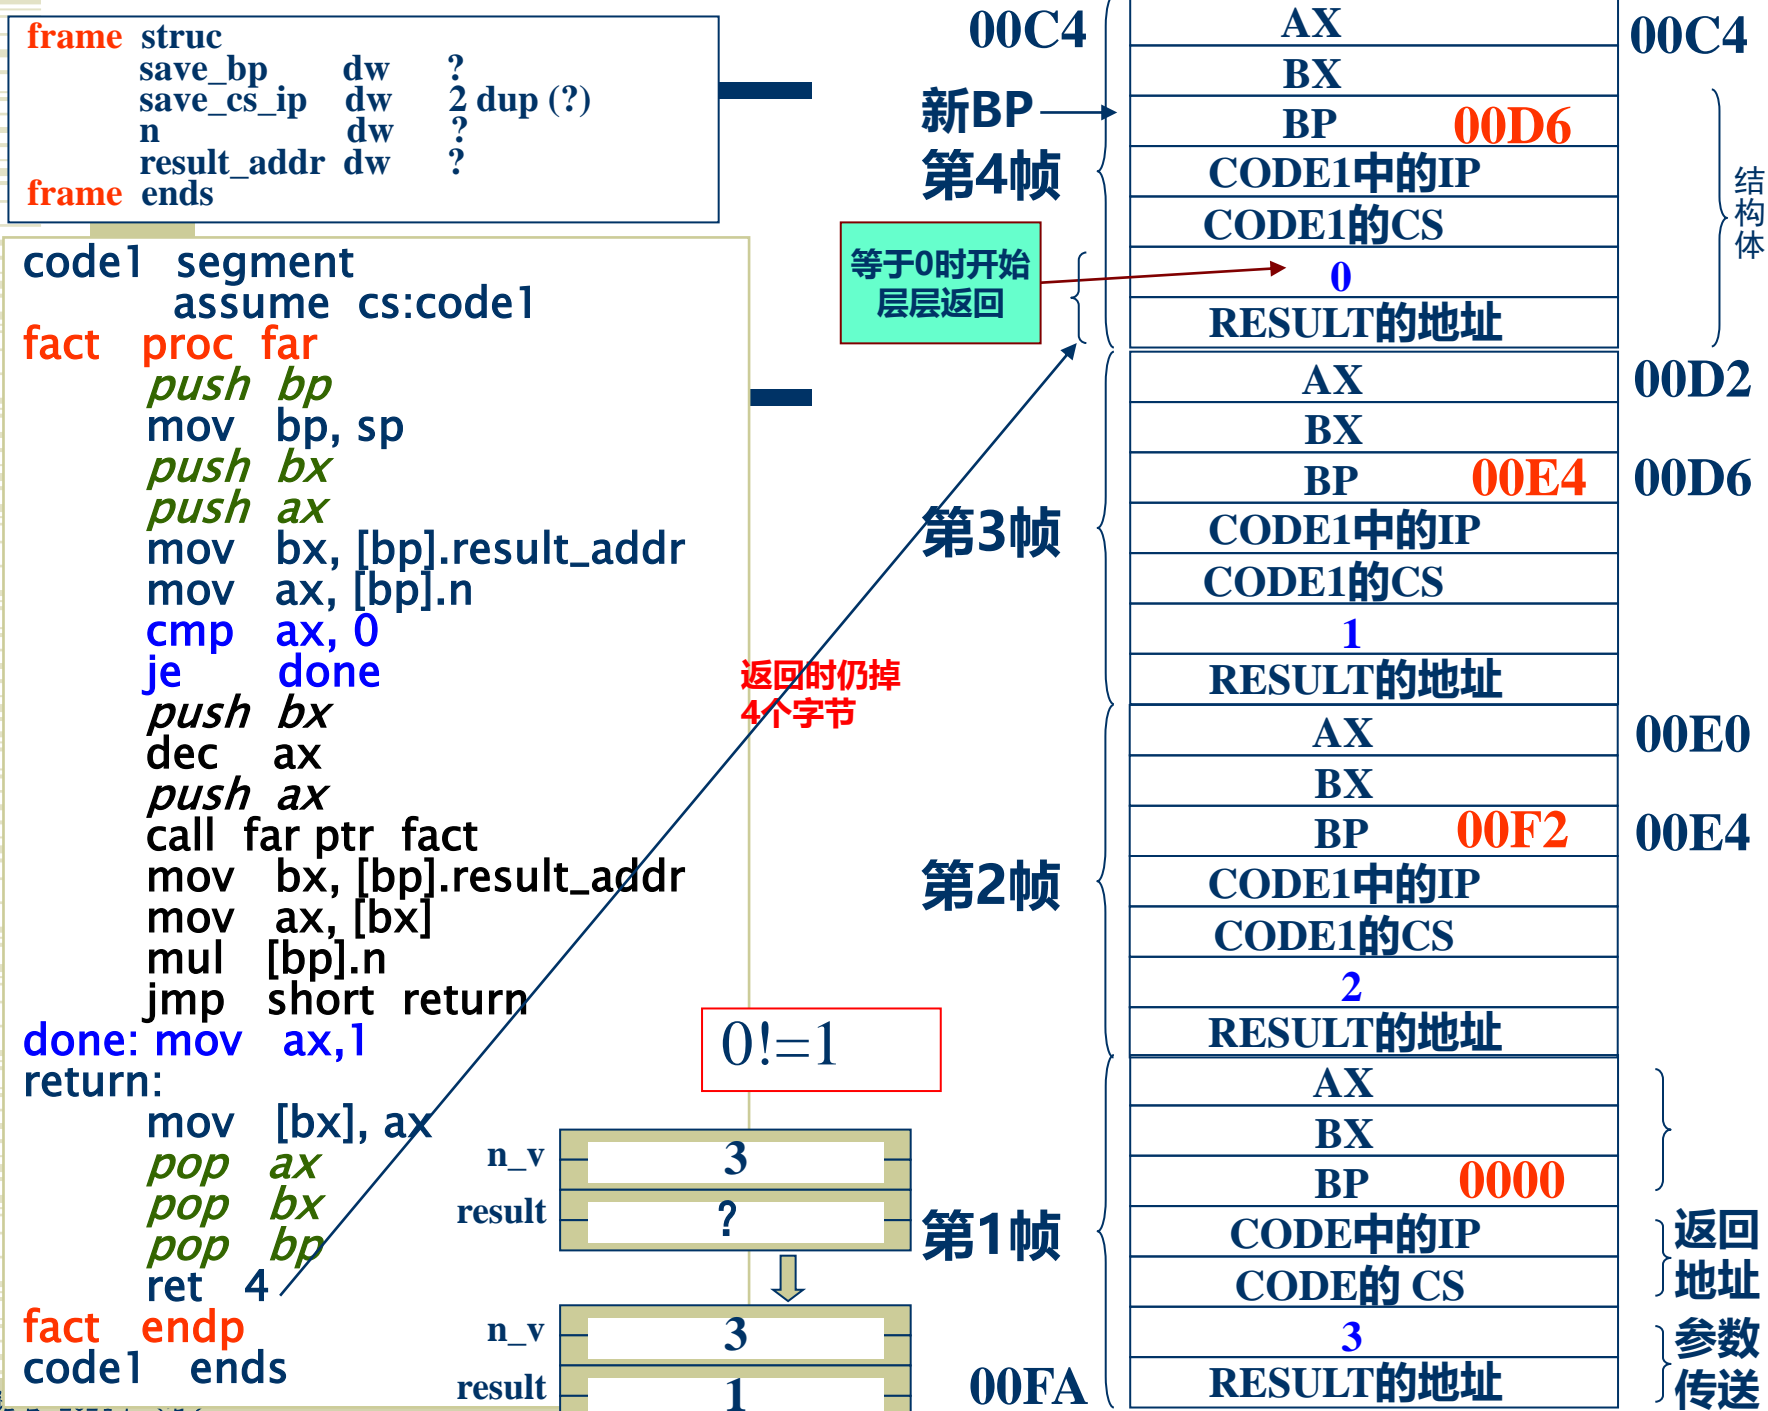 frame struc
save_bp dw ?
save_cs_ip dw 2 dup (?)
n dw ?
result_addr dw ?
frame ends
code1 segment
assume cs:code1
fact proc far
push bp
mov bp, sp
push bx
push ax
mov bx, [bp].result_addr
mov ax, [bp].n
cmp ax, 0
je done
push bx
dec ax
push ax
call far ptr fact
mov bx, [bp].result_addr
mov ax, [bx]
mul [bp].n
jmp short return
done: mov ax,1
return:
mov [bx], ax
pop ax
pop bx
pop bp
ret 4
fact endp
code1 ends
等于0时开始
层层返回
返回时仍掉
4个字节
0!=1
n_v 3
result ?
n_v 3
result 1
00C4 AX 00C4
BX
新BP BP 00D6
第4帧 CODE1中的IP
CODE1的CS
0
RESULT的地址
结
构
体
AX 00D2
BX
BP 00E4 00D6
第3帧 CODE1中的IP
CODE1的CS
1
RESULT的地址
AX 00E0
BX
BP 00F2 00E4
第2帧 CODE1中的IP
CODE1的CS
2
RESULT的地址
AX
BX
BP 0000
第1帧 CODE中的IP
CODE的 CS
返回
地址
3
00FA RESULT的地址
参数
传送